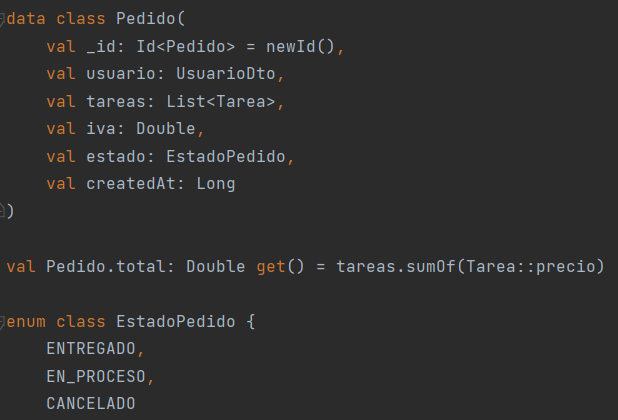 data class Pedido(
    val _id: Id<Pedido> = newId(),
    val usuario: UsuarioDto,
    val tareas: List<Tarea>,
    val iva: Double,
    val estado: EstadoPedido,
    val createdAt: Long
)
val Pedido.total: Double get() = tareas.sumOf(Tarea::precio)
enum class EstadoPedido {
    ENTREGADO,
    EN_PROCESO,
    CANCELADO